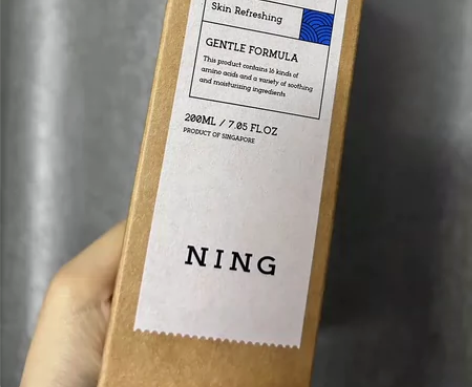 Skin Refreshing
GENTLE FORMULA
This product contains 16 kinds of
amino acids and a variety of soothing
and moisturizing ingredients
200ML / 7.05 FL.OZ
PRODUCT OF SINGAPORE
NING